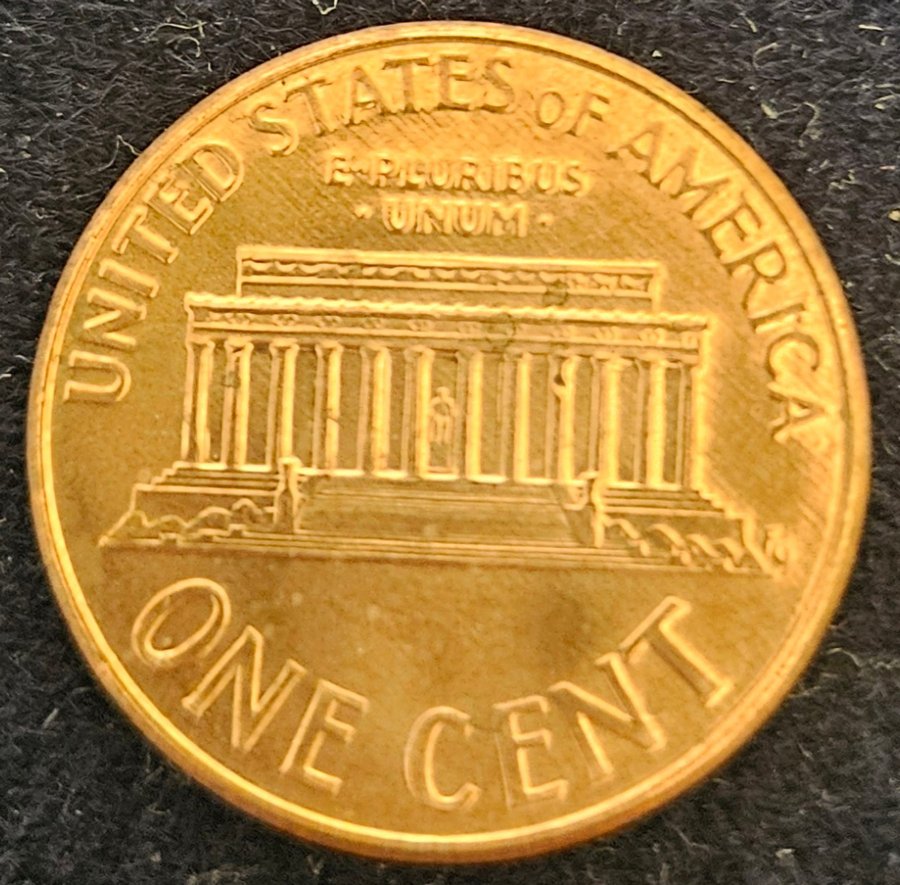 UNITED STATES OF AMERICA
E·PLURIBUS
·UNUM·
ONE CENT